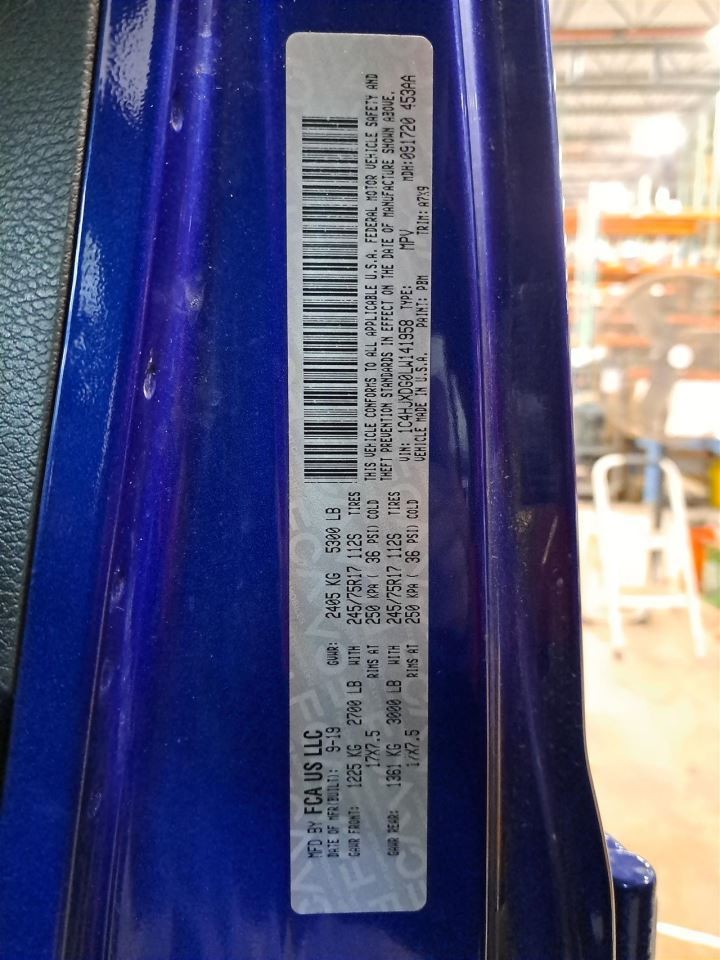 MFD BY FCA US LLC
DATE OF MFR(BUILT): 9-19 GVWR: 2405 KG 5300 LB
GAWR FRONT: 1225 KG 2700 LB WITH 245/75R17 112S TIRES
17X7.5 RIMS AT 250 KPA ( 36 PSI) COLD
GAWR REAR: 1361 KG 3000 LB WITH 245/75R17 112S TIRES
17X7.5 RIMS AT 250 KPA ( 36 PSI) COLD
THIS VEHICLE CONFORMS TO ALL APPLICABLE U.S.A. FEDERAL MOTOR VEHICLE SAFETY AND
THEFT PREVENTION STANDARDS IN EFFECT ON THE DATE OF MANUFACTURE SHOWN ABOVE.
VIN: 1C4HJXDG0LW141958 TYPE: MPV MDH:091720 453AA
VEHICLE MADE IN U.S.A. PAINT: PBM TRIM: A7X9